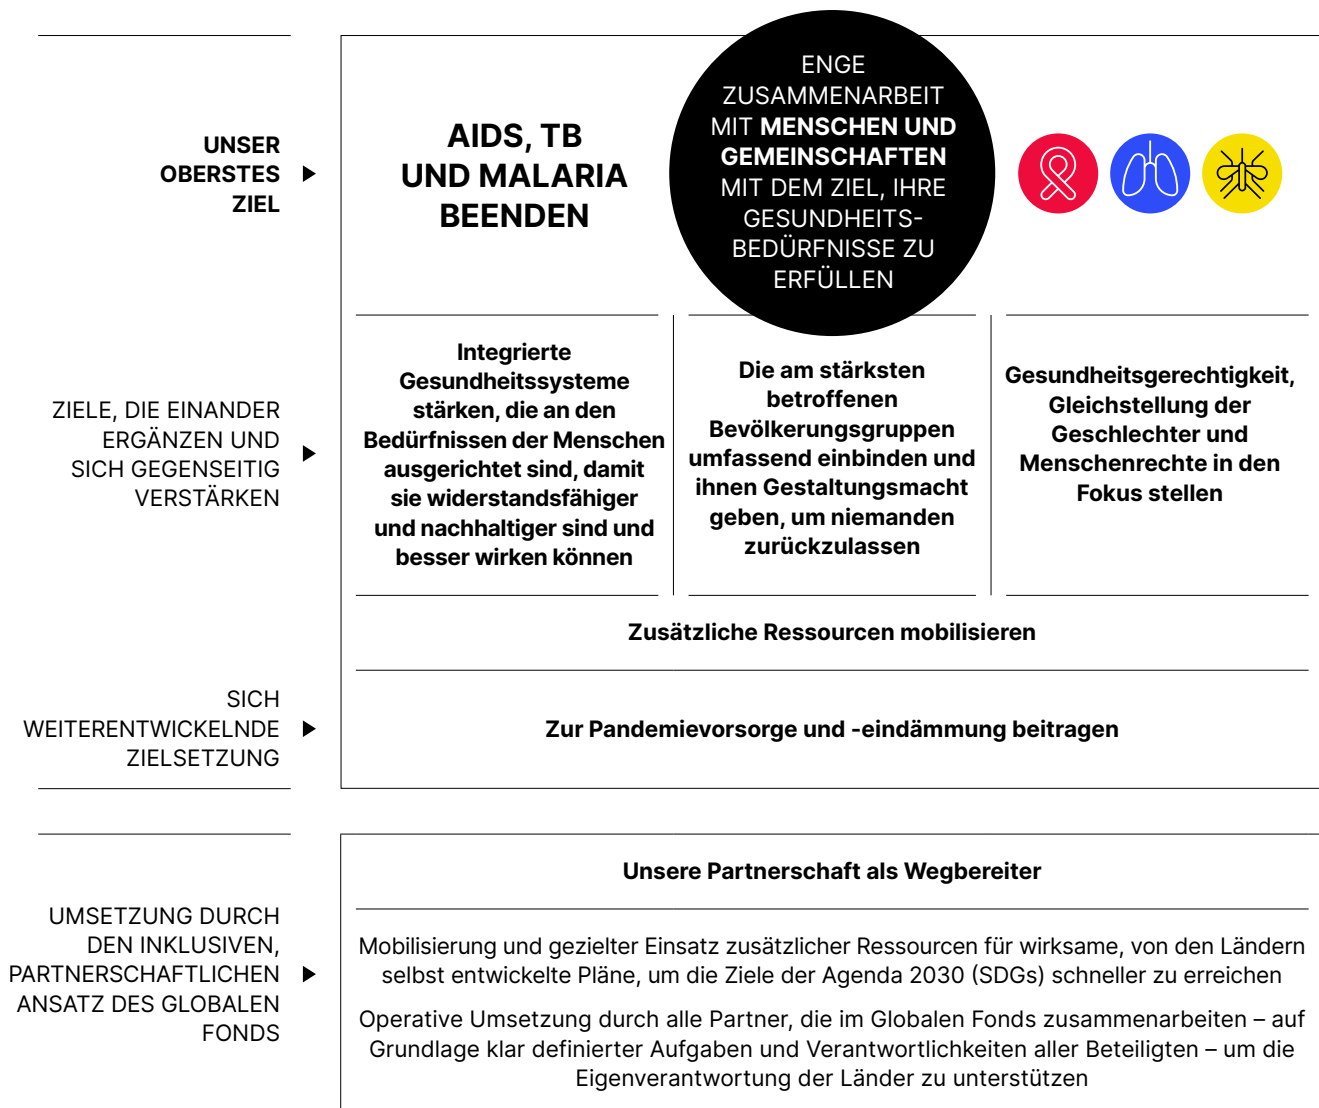 UNSER
OBERSTES
ZIEL
AIDS, TB
UND MALARIA
BEENDEN
ENGE
ZUSAMMENARBEIT
MIT MENSCHEN UND
GEMEINSCHAFTEN
MIT DEM ZIEL, IHRE
GESUNDHEITS-
BEDÜRFNISSE ZU
ERFÜLLEN
ZIELE, DIE EINANDER
ERGÄNZEN UND
SICH GEGENSEITIG
VERSTÄRKEN
Integrierte
Gesundheitssysteme
stärken, die an den
Bedürfnissen der Menschen
ausgerichtet sind, damit
sie widerstandsfähiger
und nachhaltiger sind und
besser wirken können
Die am stärksten
betroffenen
Bevölkerungsgruppen
umfassend einbinden und
ihnen Gestaltungsmacht
geben, um niemanden
zurückzulassen
Gesundheitsgerechtigkeit,
Gleichstellung der
Geschlechter und
Menschenrechte in den
Fokus stellen
Zusätzliche Ressourcen mobilisieren
SICH
WEITERENTWICKELNDE
ZIELSETZUNG
Zur Pandemievorsorge und -eindämmung beitragen
UMSETZUNG DURCH
DEN INKLUSIVEN,
PARTNERSCHAFTLICHEN
ANSATZ DES GLOBALEN
FONDS
Unsere Partnerschaft als Wegbereiter
Mobilisierung und gezielter Einsatz zusätzlicher Ressourcen für wirksame, von den Ländern
selbst entwickelte Pläne, um die Ziele der Agenda 2030 (SDGs) schneller zu erreichen
Operative Umsetzung durch alle Partner, die im Globalen Fonds zusammenarbeiten – auf
Grundlage klar definierter Aufgaben und Verantwortlichkeiten aller Beteiligten – um die
Eigenverantwortung der Länder zu unterstützen